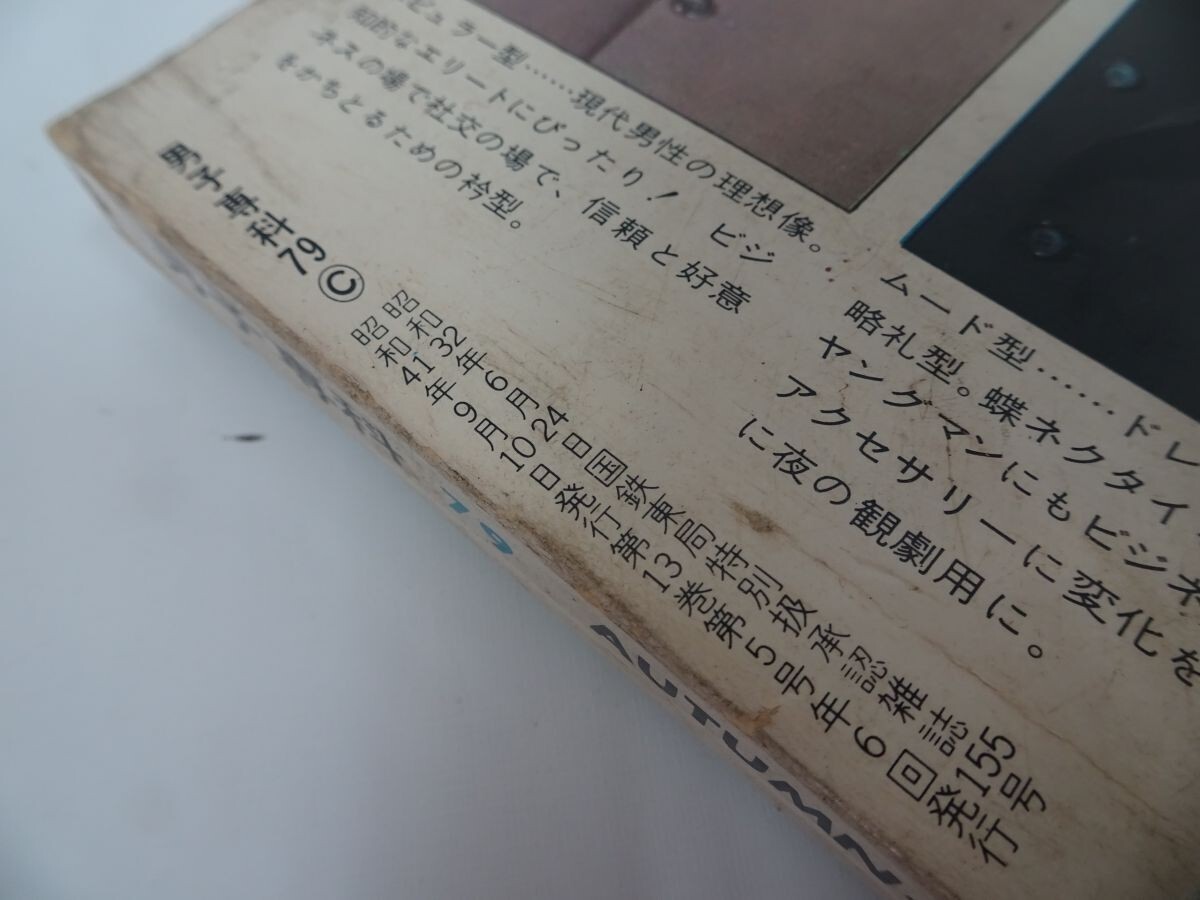 ピュラー型……現代男性の理想像。
知的なエリートにぴったり！ ビジ
ネスの場で社交の場で、信頼と好意
をかちとるための衿型。
ムード型……ドレ
略礼型。蝶ネクタイ
ヤングマンにもビジネ
アクセサリーに変化を
に夜の観劇用に。
男子専科79©
昭和32年6月24日国鉄東局特別扱承認雑誌155号
昭和41年9月10日発行第13巻第5号年6回発行
79 AUTUMN